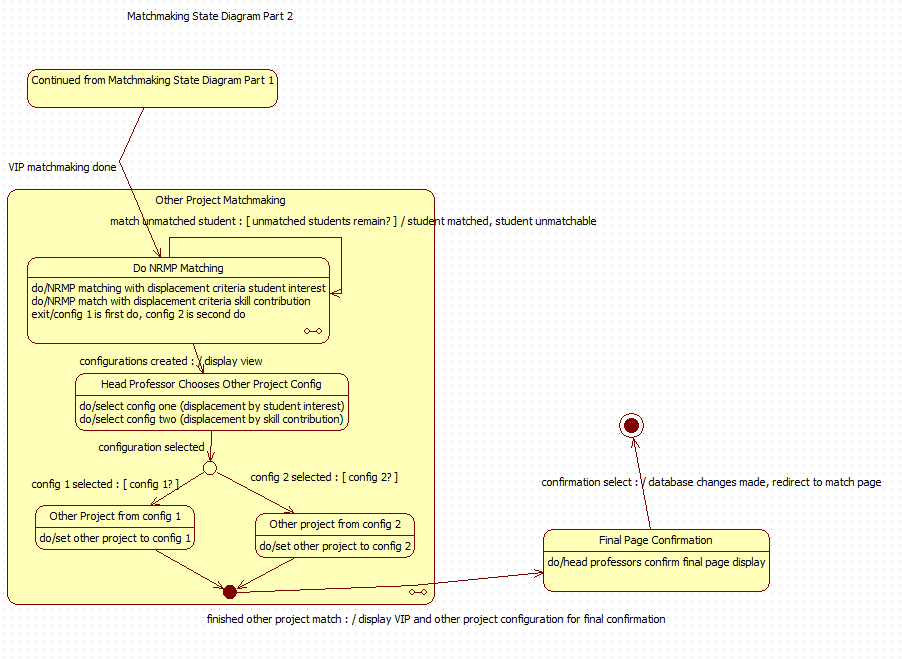 Matchmaking State Diagram Part 2
Continued from Matchmaking State Diagram Part 1
VIP matchmaking done
Other Project Matchmaking
match unmatched student : [ unmatched students remain? ] / student matched, student unmatchable
Do NRMP Matching
do/NRMP matching with displacement criteria student interest
do/NRMP match with displacement criteria skill contribution
exit/config 1 is first do, config 2 is second do
configurations created : / display view
Head Professor Chooses Other Project Config
do/select config one (displacement by student interest)
do/select config two (displacement by skill contribution)
configuration selected
config 1 selected : [ config 1? ]
config 2 selected : [ config 2? ]
Other Project from config 1
do/set other project to config 1
Other project from config 2
do/set other project to config 2
confirmation select : / database changes made, redirect to match page
Final Page Confirmation
do/head professors confirm final page display
finished other project match : / display VIP and other project configuration for final confirmation